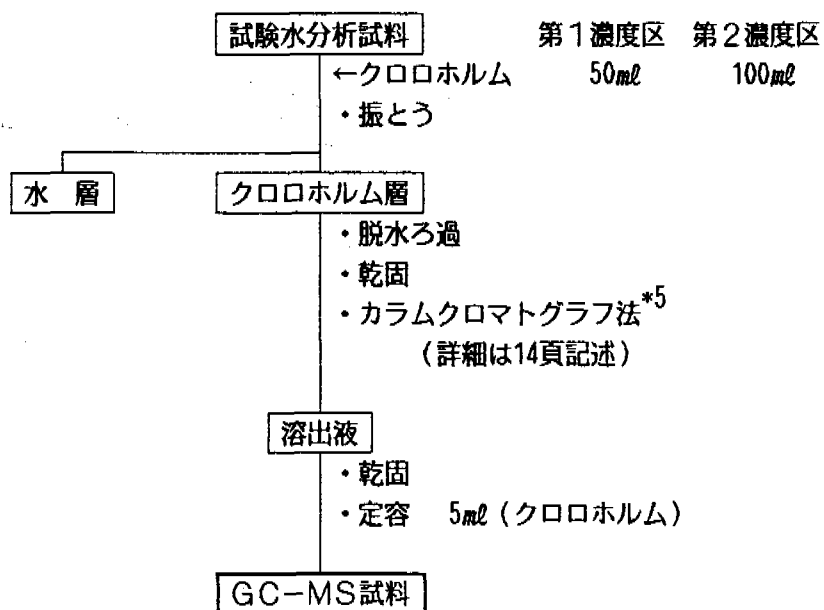 試験水分析試料 第1濃度区 第2濃度区
←クロロホルム 50㎖ 100㎖
・振とう
水 層 クロロホルム層
・脱水ろ過
・乾固
・カラムクロマトグラフ法*5
(詳細は14頁記述)
溶出液
・乾固
・定容 5㎖(クロロホルム)
GC-MS試料